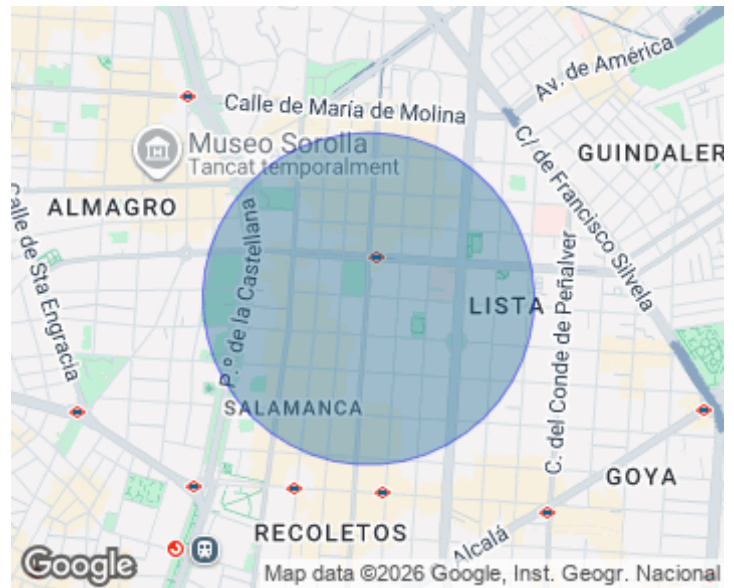 Av. de América
Calle de María de Molina
Museo Sorolla
Tancat temporalment
C/ de Francisco Silvela
GUINDALER
ALMAGRO
Calle de Sta Engracia
P.º de la Castellana
C. del Conde de Peñalver
LISTA
SALAMANCA
GOYA
RECOLETOS
Alcalá
Google
Map data ©2026 Google, Inst. Geogr. Nacional